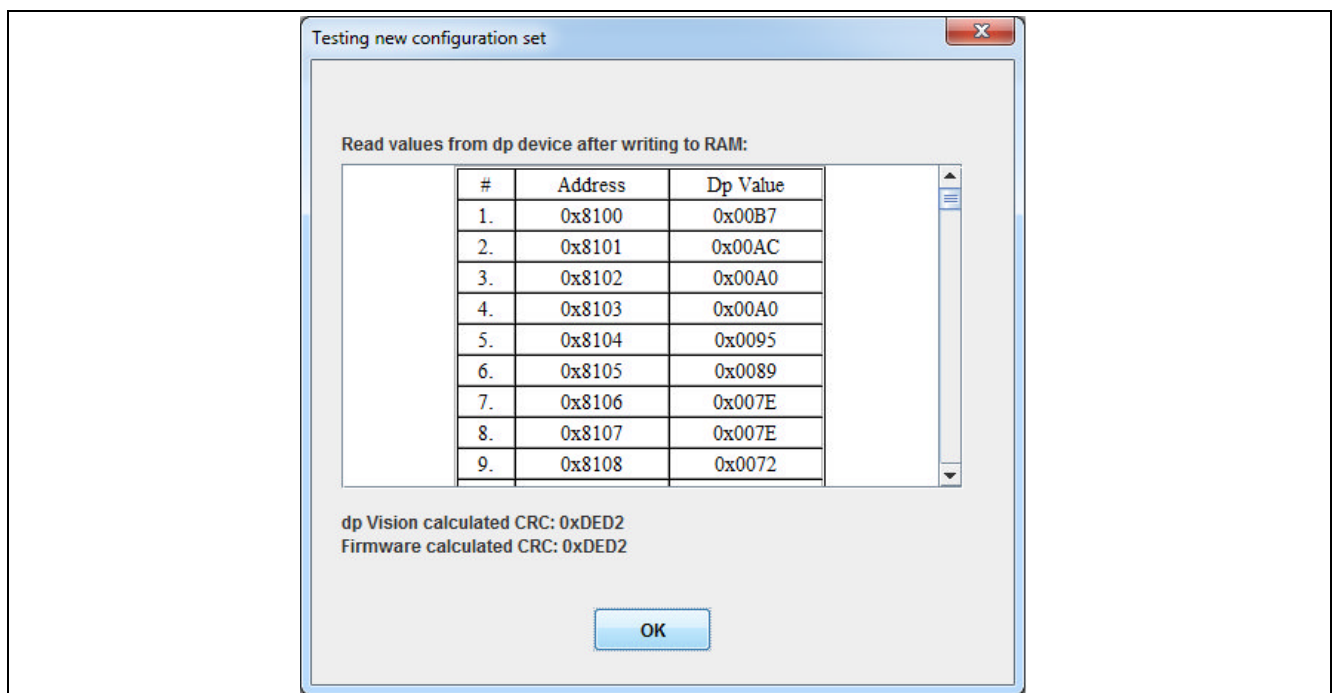 Testing new configuration set
Read values from dp device after writing to RAM:
# Address Dp Value
1. 0x8100 0x00B7
2. 0x8101 0x00AC
3. 0x8102 0x00A0
4. 0x8103 0x00A0
5. 0x8104 0x0095
6. 0x8105 0x0089
7. 0x8106 0x007E
8. 0x8107 0x007E
9. 0x8108 0x0072
dp Vision calculated CRC: 0xDED2
Firmware calculated CRC: 0xDED2
OK